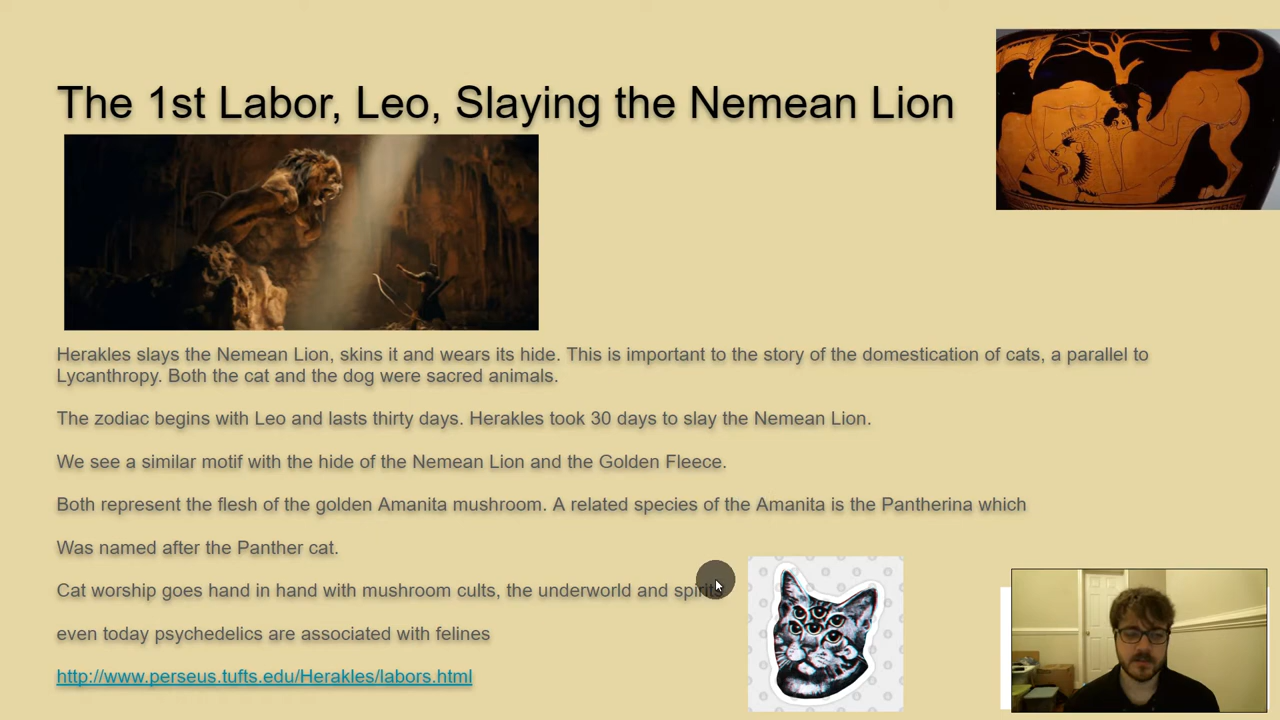 The 1st Labor, Leo, Slaying the Nemean Lion
Herakles slays the Nemean Lion, skins it and wears its hide. This is important to the story of the domestication of cats, a parallel to
Lycanthropy. Both the cat and the dog were sacred animals.
The zodiac begins with Leo and lasts thirty days. Herakles took 30 days to slay the Nemean Lion.
We see a similar motif with the hide of the Nemean Lion and the Golden Fleece.
Both represent the flesh of the golden Amanita mushroom. A related species of the Amanita is the Pantherina which
Was named after the Panther cat.
Cat worship goes hand in hand with mushroom cults, the underworld and spirits
even today psychedelics are associated with felines
http://www.perseus.tufts.edu/Herakles/labors.html